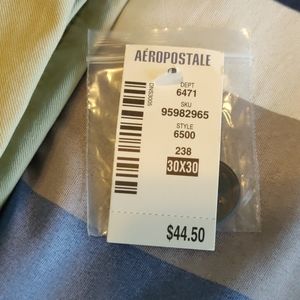 AÉROPOSTALE
DEPT
6471
SKU
95982965
STYLE
6500
238
30X30
$44.50